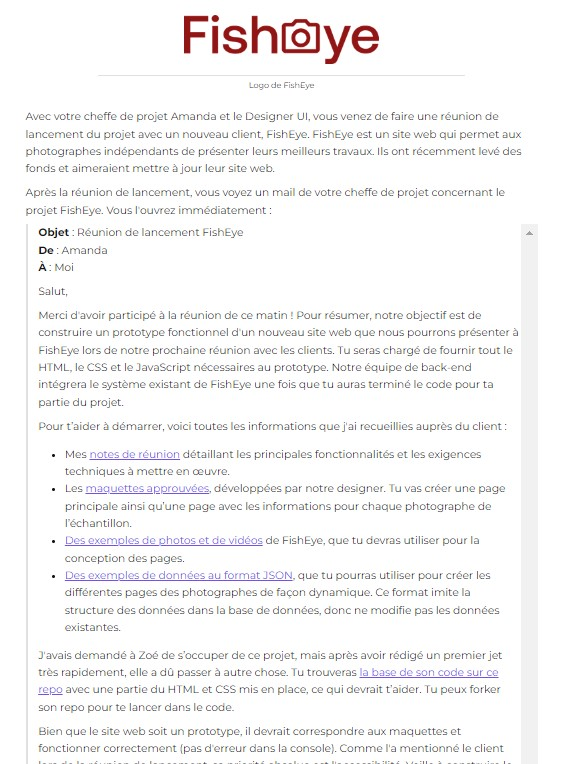 Fisheye
Logo de FishEye
Avec votre cheffe de projet Amanda et le Designer UI, vous venez de faire une réunion de
lancement du projet avec un nouveau client, FishEye. FishEye est un site web qui permet aux
photographes indépendants de présenter leurs meilleurs travaux. Ils ont récemment levé des
fonds et aimeraient mettre à jour leur site web.
Après la réunion de lancement, vous voyez un mail de votre cheffe de projet concernant le
projet FishEye. Vous l'ouvrez immédiatement :
Objet : Réunion de lancement FishEye
De : Amanda
À : Moi
Salut,
Merci d'avoir participé à la réunion de ce matin ! Pour résumer, notre objectif est de
construire un prototype fonctionnel d'un nouveau site web que nous pourrons présenter à
FishEye lors de notre prochaine réunion avec les clients. Tu seras chargé de fournir tout le
HTML, le CSS et le JavaScript nécessaires au prototype. Notre équipe de back-end
intégrera le système existant de FishEye une fois que tu auras terminé le code pour ta
partie du projet.
Pour t'aider à démarrer, voici toutes les informations que j'ai recueillies auprès du client :
• Mes notes de réunion détaillant les principales fonctionnalités et les exigences
techniques à mettre en œuvre.
• Les maquettes approuvées, développées par notre designer. Tu vas créer une page
principale ainsi qu'une page avec les informations pour chaque photographe de
l'échantillon.
• Des exemples de photos et de vidéos de FishEye, que tu devras utiliser pour la
conception des pages.
• Des exemples de données au format JSON, que tu pourras utiliser pour créer les
différentes pages des photographes de façon dynamique. Ce format imite la
structure des données dans la base de données, donc ne modifie pas les données
existantes.
J'avais demandé à Zoé de s'occuper de ce projet, mais après avoir rédigé un premier jet
très rapidement, elle a dû passer à autre chose. Tu trouveras la base de son code sur ce
repo avec une partie du HTML et CSS mis en place, ce qui devrait t'aider. Tu peux forker
son repo pour te lancer dans le code.
Bien que le site web soit un prototype, il devrait correspondre aux maquettes et
fonctionner correctement (pas d'erreur dans la console). Comme l'a mentionné le client